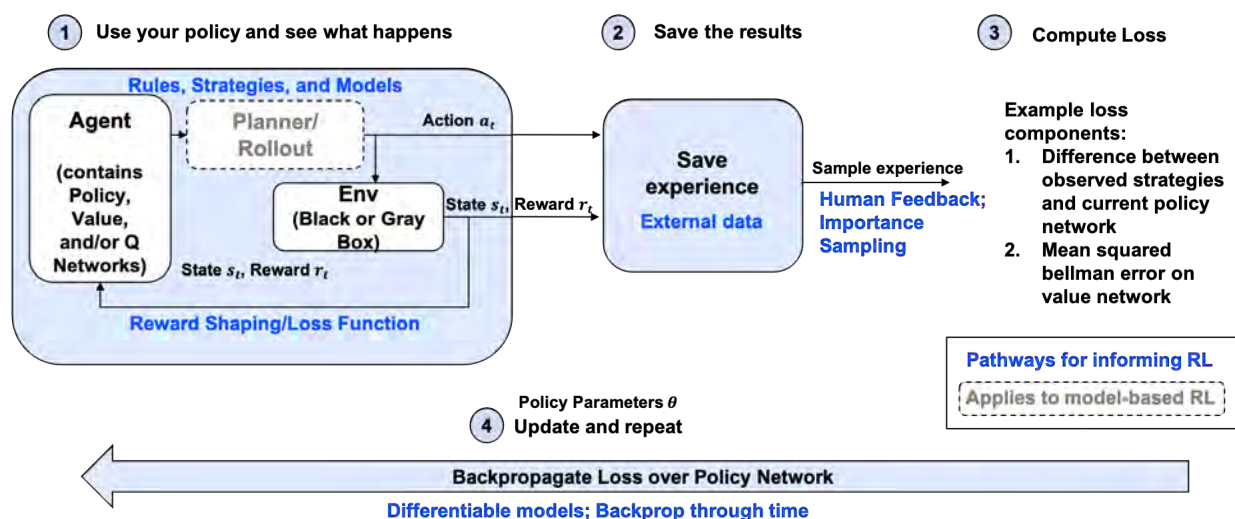 1 Use your policy and see what happens
2 Save the results
3 Compute Loss
Rules, Strategies, and Models
Agent
(contains
Policy,
Value,
and/or Q
Networks)
Planner/
Rollout
Action a_t
Env
(Black or Gray
Box)
State s_t, Reward r_t
State s_t, Reward r_t
Reward Shaping/Loss Function
Save
experience
External data
Sample experience
Human Feedback;
Importance
Sampling
Example loss
components:
1. Difference between
observed strategies
and current policy
network
2. Mean squared
bellman error on
value network
Pathways for informing RL
Applies to model-based RL
Policy Parameters θ
4 Update and repeat
Backpropagate Loss over Policy Network
Differentiable models; Backprop through time